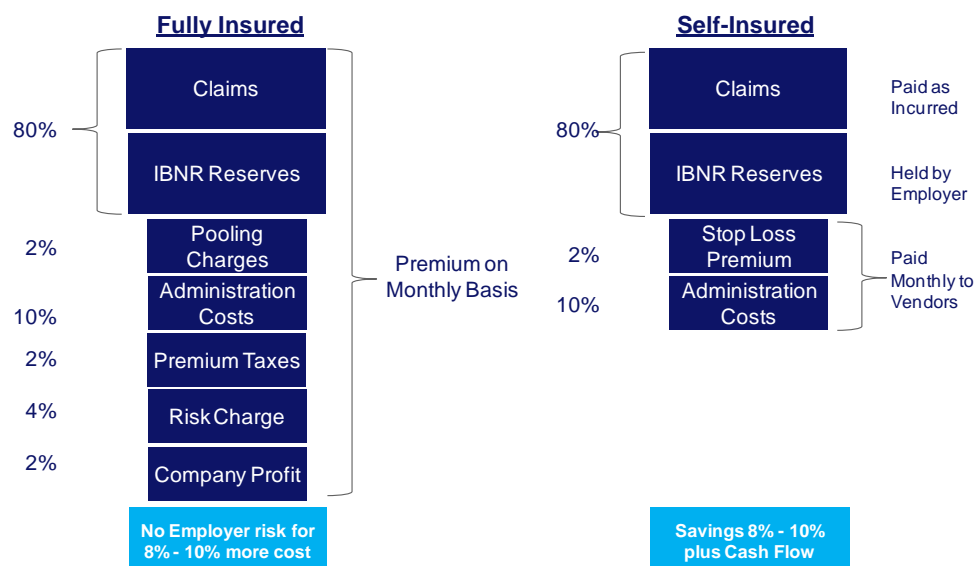 Fully Insured
80%
Claims
IBNR Reserves
2%
Pooling
Charges
10%
Administration
Costs
2%
Premium Taxes
4%
Risk Charge
2%
Company Profit
Premium on
Monthly Basis
No Employer risk for
8% - 10% more cost
Self-Insured
80%
Claims
Paid as
Incurred
IBNR Reserves
Held by
Employer
2%
Stop Loss
Premium
10%
Administration
Costs
Paid
Monthly to
Vendors
Savings 8% - 10%
plus Cash Flow